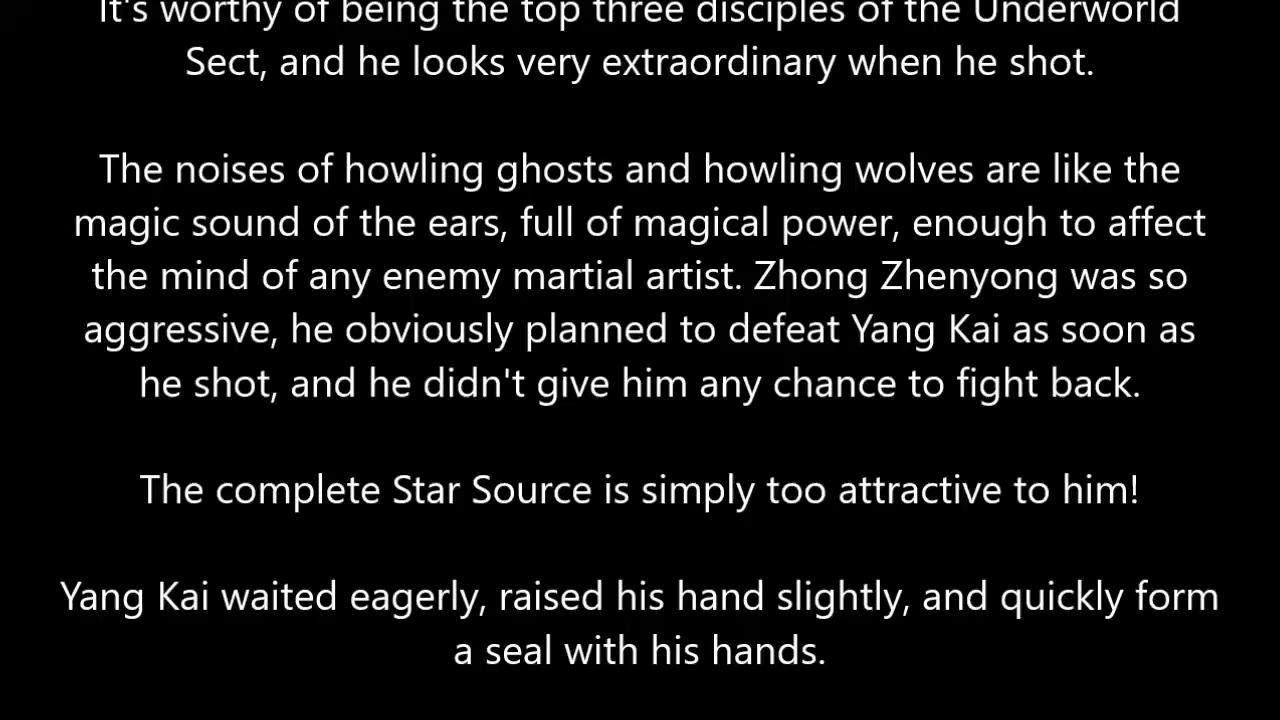 It's worthy of being the top three disciples of the Underworld
Sect, and he looks very extraordinary when he shot.
The noises of howling ghosts and howling wolves are like the
magic sound of the ears, full of magical power, enough to affect
the mind of any enemy martial artist. Zhong Zhenyong was so
aggressive, he obviously planned to defeat Yang Kai as soon as
he shot, and he didn't give him any chance to fight back.
The complete Star Source is simply too attractive to him!
Yang Kai waited eagerly, raised his hand slightly, and quickly form
a seal with his hands.